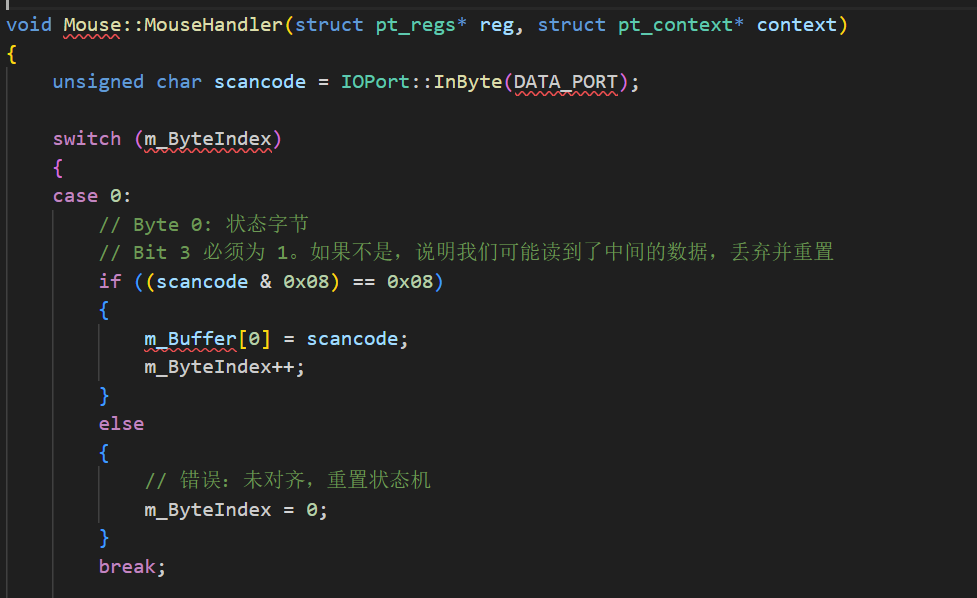 void Mouse::MouseHandler(struct pt_regs* reg, struct pt_context* context)
{
    unsigned char scancode = IOPort::InByte(DATA_PORT);
    switch (m_ByteIndex)
    {
    case 0:
        // Byte 0: 状态字节
        // Bit 3 必须为 1。如果不是，说明我们可能读到了中间的数据，丢弃并重置
        if ((scancode & 0x08) == 0x08)
        {
            m_Buffer[0] = scancode;
            m_ByteIndex++;
        }
        else
        {
            // 错误：未对齐，重置状态机
            m_ByteIndex = 0;
        }
        break;